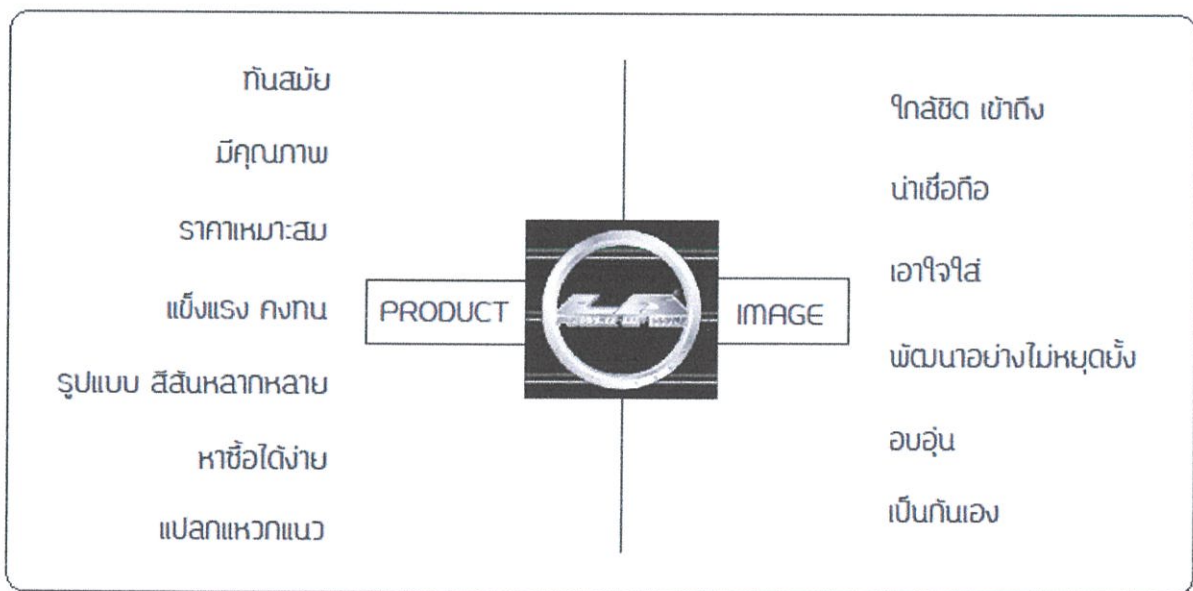 ทันสมัย
มีคุณภาพ
ราคาเหมาะสม
แข็งแรง คงทน
รูปแบบ สีสันหลากหลาย
หาซื้อได้ง่าย
แปลกแหวกแนว
PRODUCT
IMAGE
ใกล้ชิด เข้าถึง
น่าเชื่อถือ
เอาใจใส่
พัฒนาอย่างไม่หยุดยั้ง
อบอุ่น
เป็นกันเอง